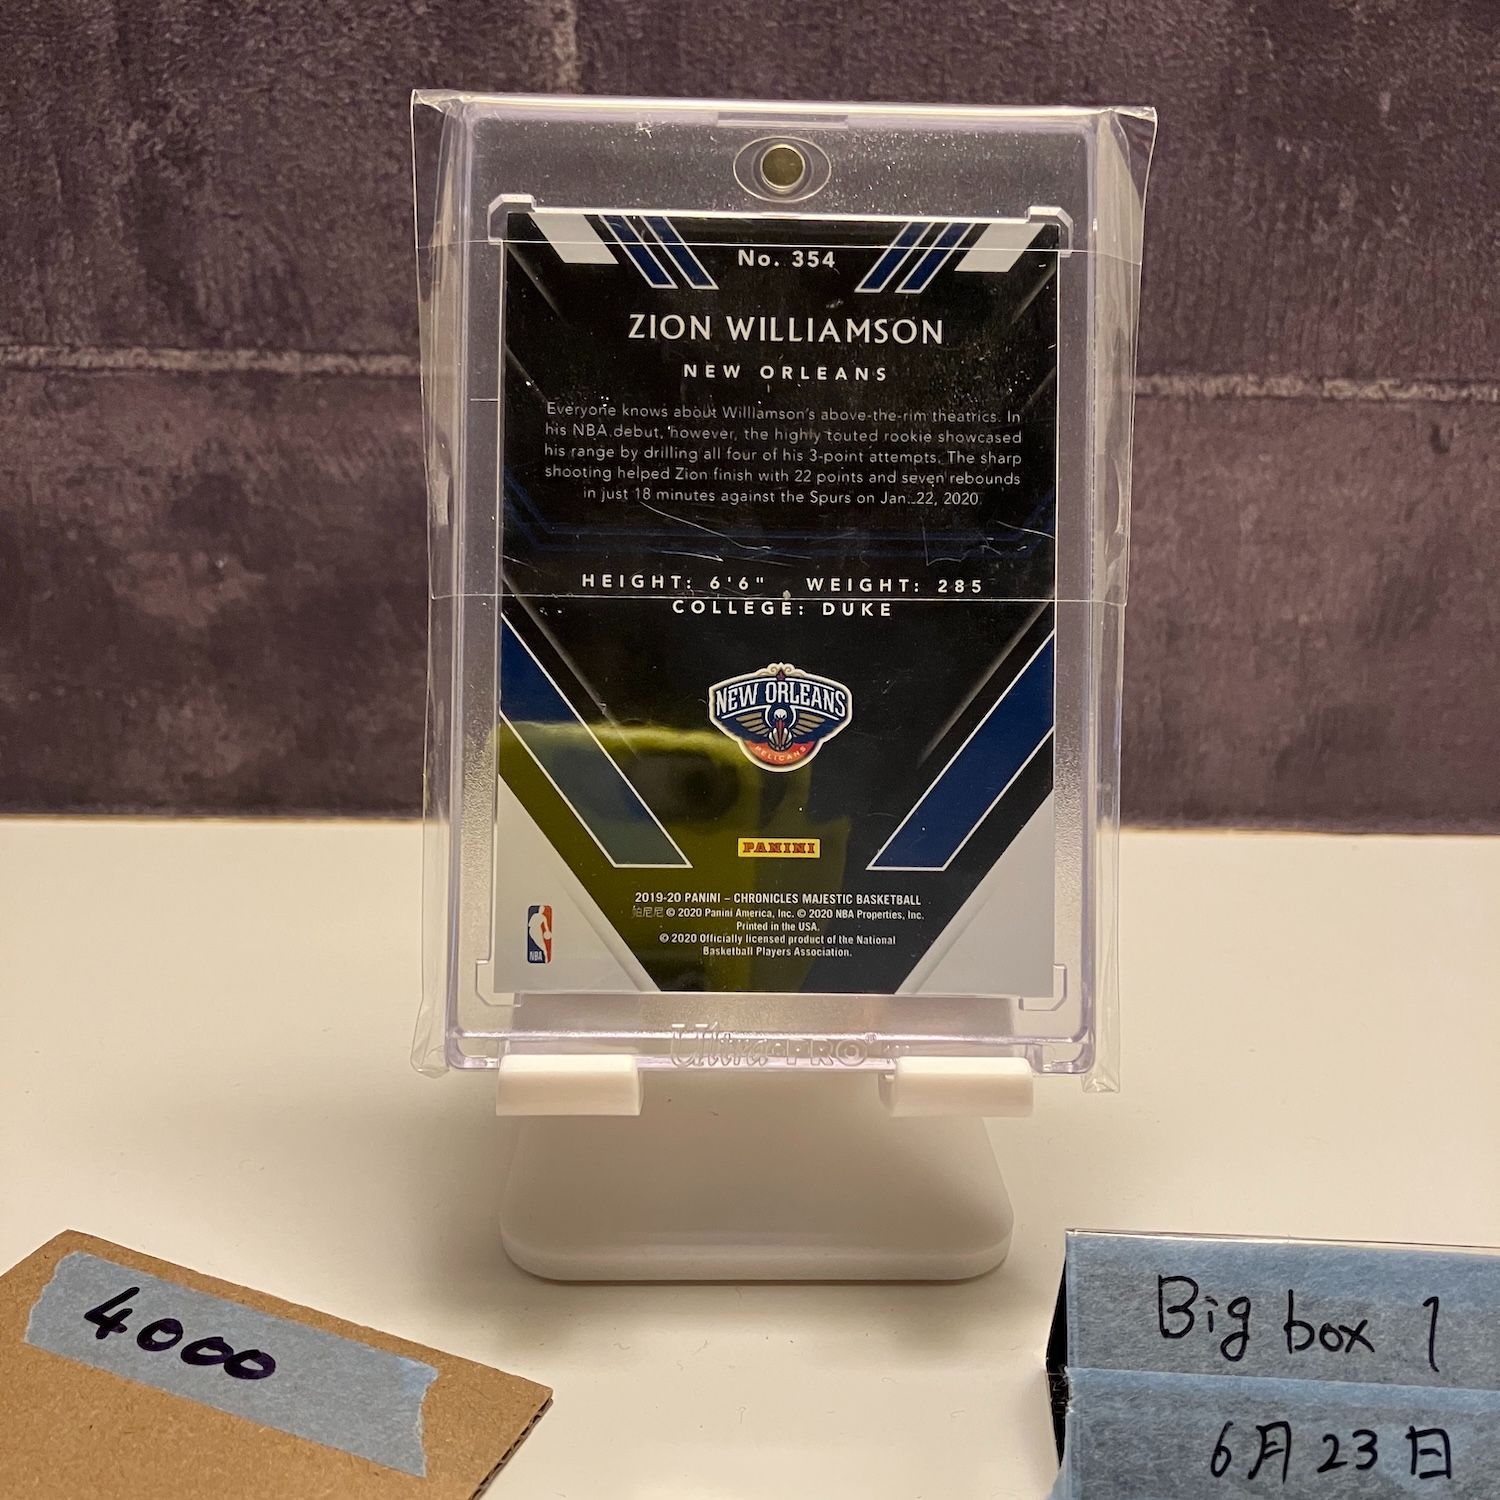 No. 354
ZION WILLIAMSON
NEW ORLEANS
Everyone knows about Williamson's above-the-rim theatrics. In
his NBA debut, however, the highly touted rookie showcased
his range by drilling all four of his 3-point attempts. The sharp
shooting helped Zion finish with 22 points and seven rebounds
in just 18 minutes against the Spurs on Jan. 22, 2020.
HEIGHT: 6'6" WEIGHT: 285
COLLEGE: DUKE
NEW ORLEANS
PELICANS
PANINI
2019-20 PANINI – CHRONICLES MAJESTIC BASKETBALL
帕尼尼 © 2020 Panini America, Inc. © 2020 NBA Properties, Inc.
Printed in the USA.
© 2020 Officially licensed product of the National
Basketball Players Association.
NBA
Ultra PRO
4000
Big box 1
6月23日